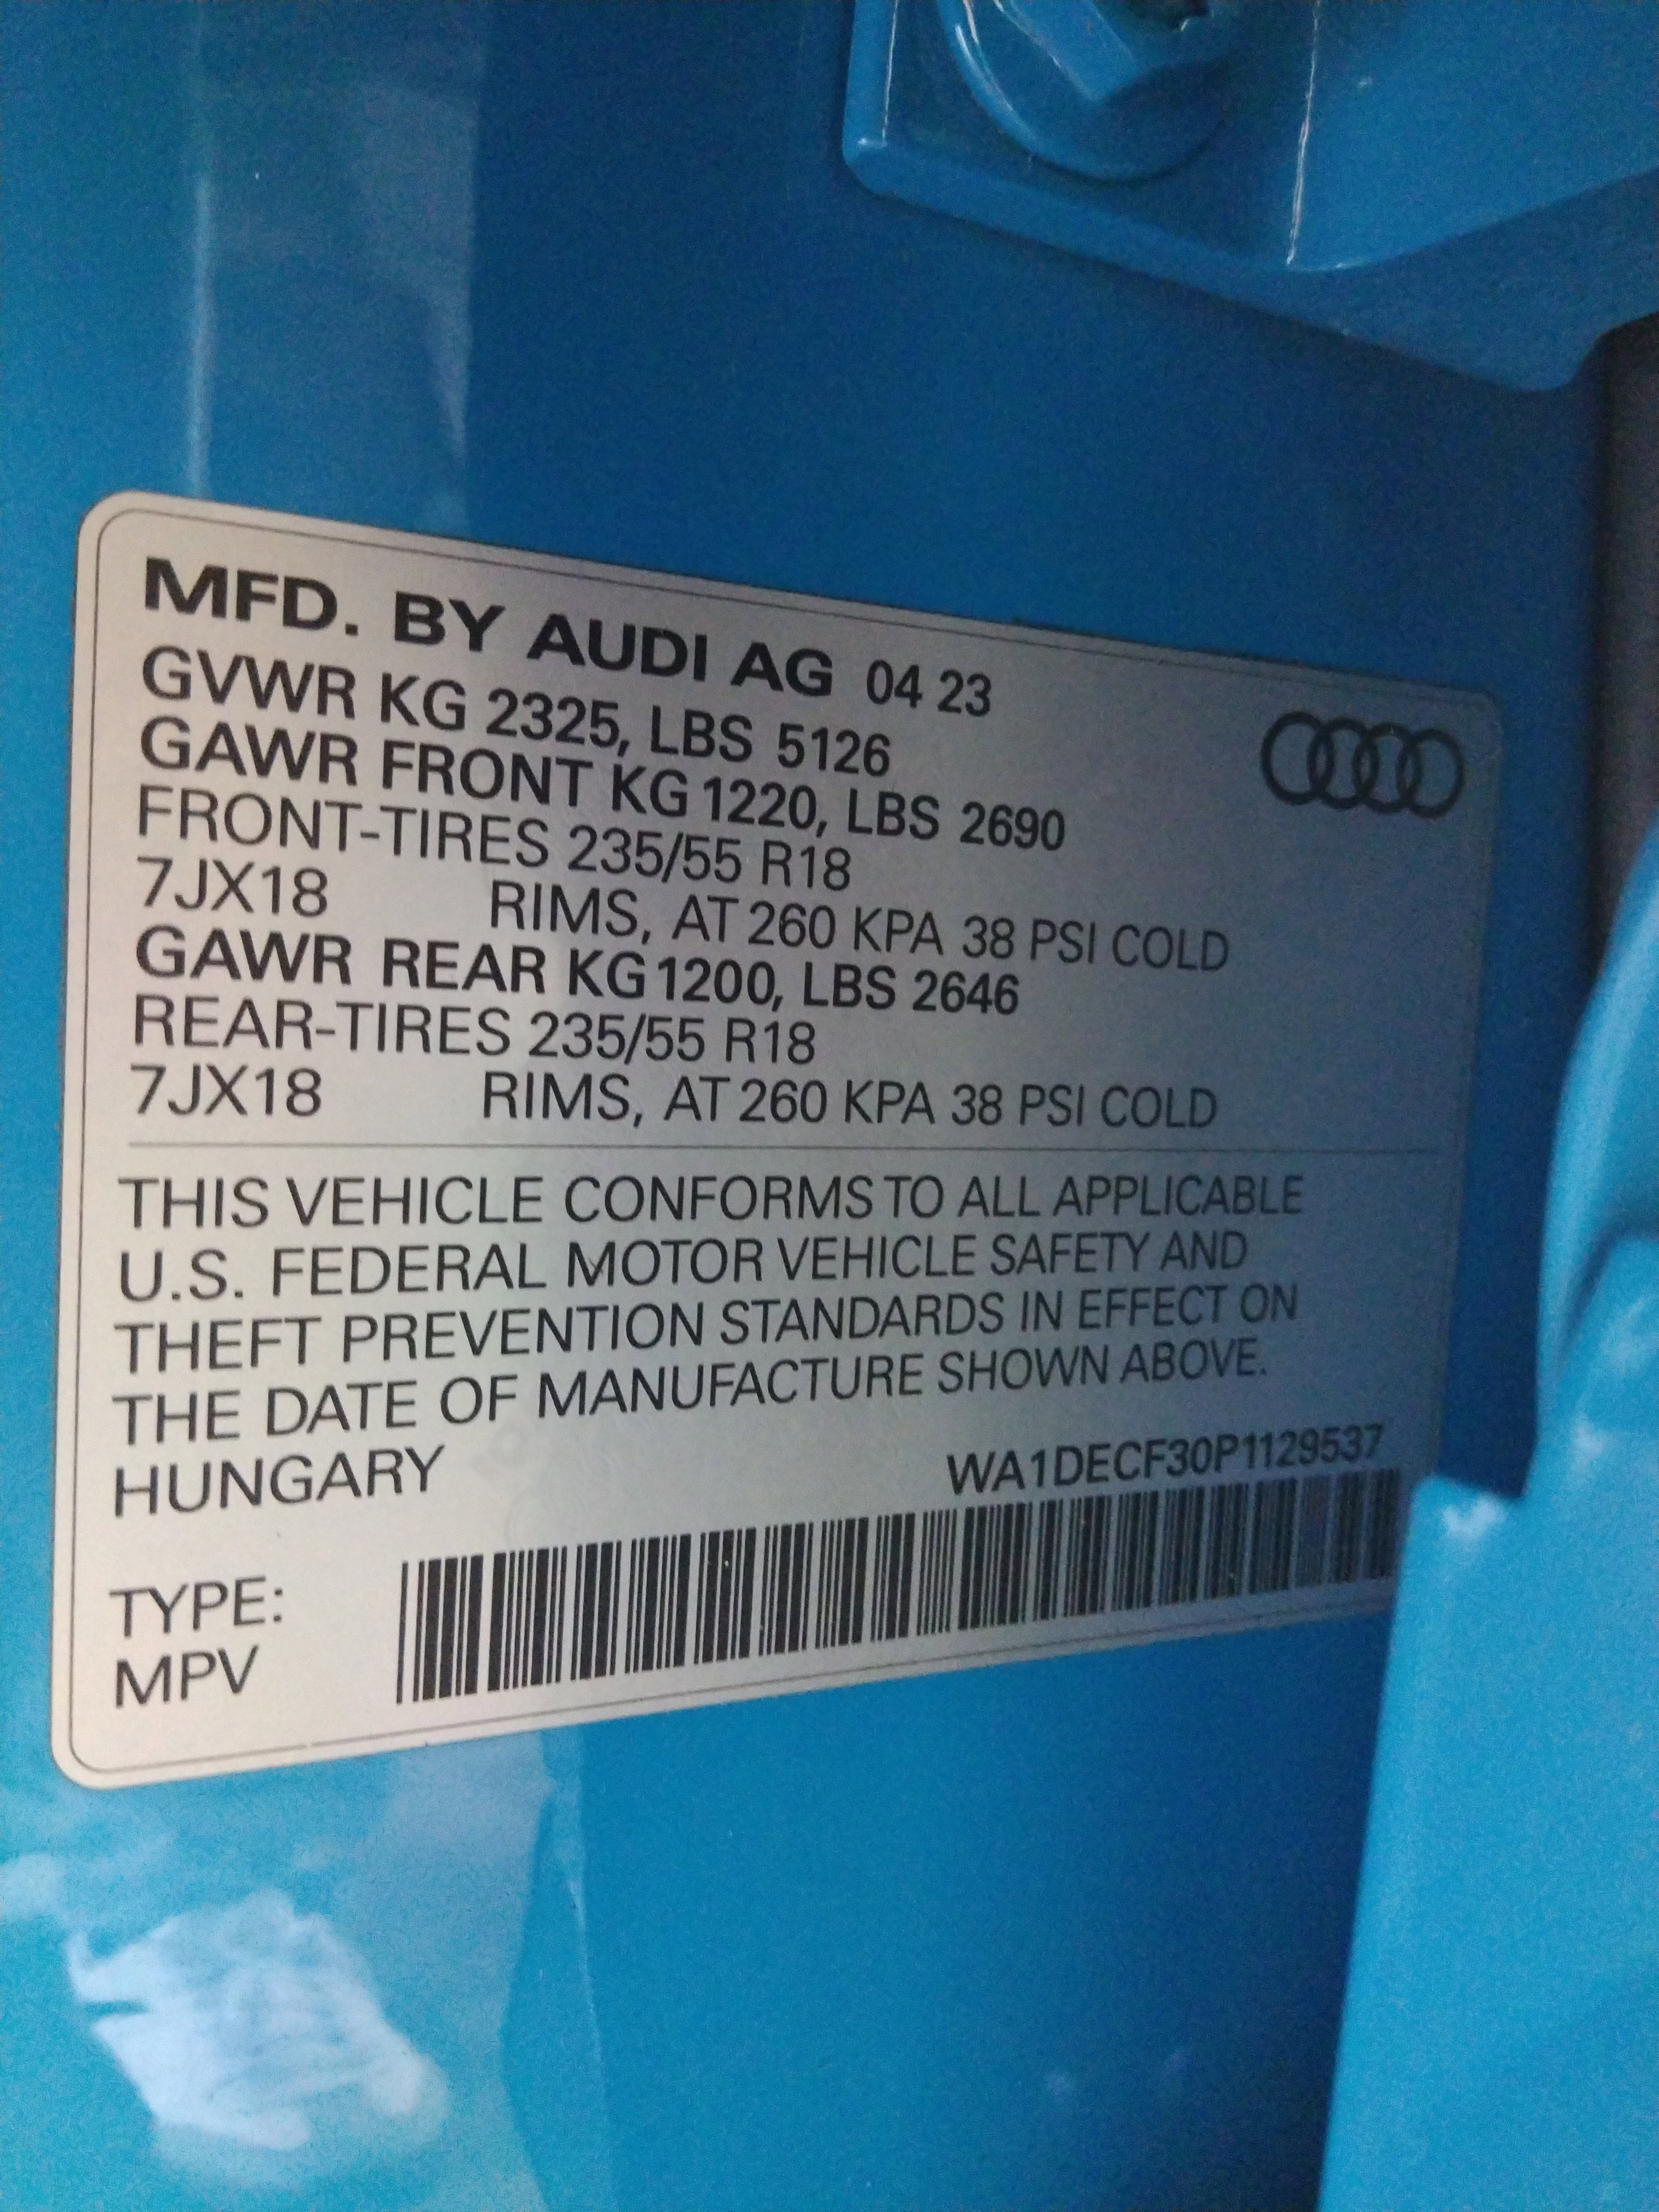 MFD. BY AUDI AG 04 23
GVWR KG 2325, LBS 5126
GAWR FRONT KG 1220, LBS 2690
FRONT-TIRES 235/55 R18
7JX18 RIMS, AT 260 KPA 38 PSI COLD
GAWR REAR KG 1200, LBS 2646
REAR-TIRES 235/55 R18
7JX18 RIMS, AT 260 KPA 38 PSI COLD
THIS VEHICLE CONFORMS TO ALL APPLICABLE
U.S. FEDERAL MOTOR VEHICLE SAFETY AND
THEFT PREVENTION STANDARDS IN EFFECT ON
THE DATE OF MANUFACTURE SHOWN ABOVE.
HUNGARY WA1DECF30P1129537
TYPE:
MPV